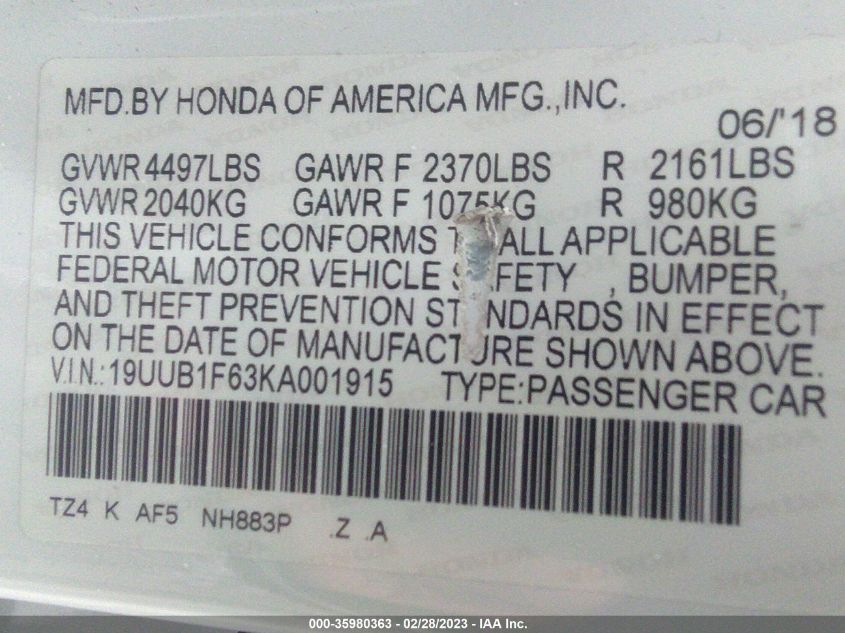 MFD.BY HONDA OF AMERICA MFG.,INC.
06/'18
GVWR 4497LBS GAWR F 2370LBS R 2161LBS
GVWR 2040KG GAWR F 1075KG R 980KG
THIS VEHICLE CONFORMS ALL APPLICABLE
FEDERAL MOTOR VEHICLE SAFETY , BUMPER,
AND THEFT PREVENTION STANDARDS IN EFFECT
ON THE DATE OF MANUFACTURE SHOWN ABOVE.
V.I.N.:19UUB1F63KA001915 TYPE:PASSENGER CAR
TZ4 K AF5 NH883P .Z .A
000-35980363 - 02/28/2023 - IAA Inc.